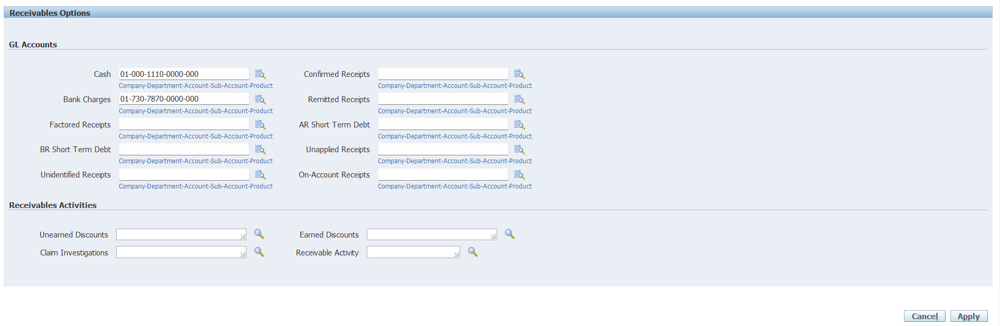 Receivables Options
GL Accounts
Cash 01-000-1110-0000-000 Confirmed Receipts
Company-Department-Account-Sub-Account-Product Company-Department-Account-Sub-Account-Product
Bank Charges 01-730-7870-0000-000 Remitted Receipts
Company-Department-Account-Sub-Account-Product Company-Department-Account-Sub-Account-Product
Factored Receipts AR Short Term Debt
Company-Department-Account-Sub-Account-Product Company-Department-Account-Sub-Account-Product
BR Short Term Debt Unapplied Receipts
Company-Department-Account-Sub-Account-Product Company-Department-Account-Sub-Account-Product
Unidentified Receipts On-Account Receipts
Company-Department-Account-Sub-Account-Product Company-Department-Account-Sub-Account-Product
Receivables Activities
Unearned Discounts Earned Discounts
Claim Investigations Receivable Activity
Cancel Apply